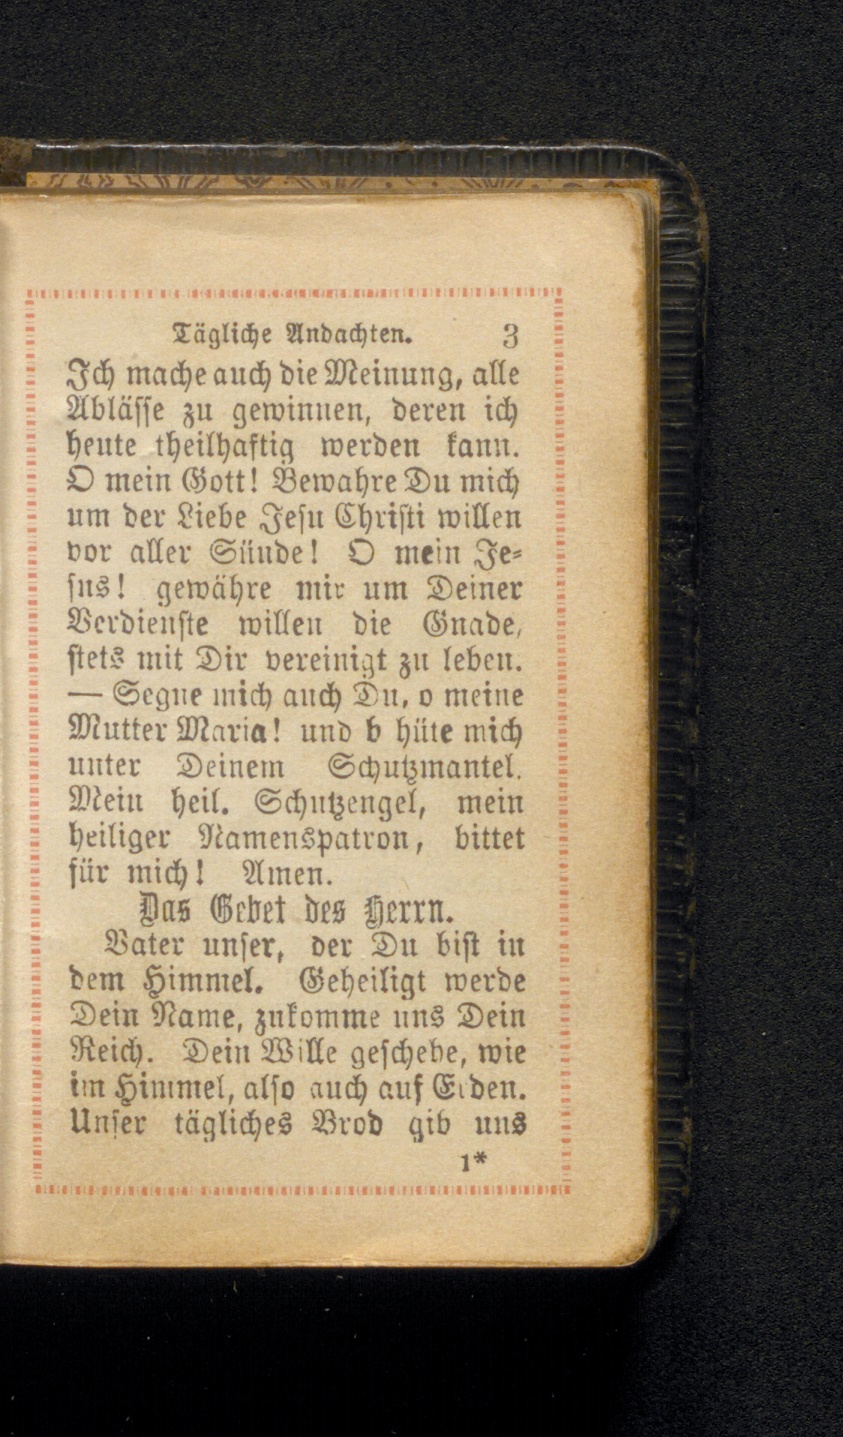 Tägliche Andachten. 3
Ich mache auch die Meinung, alle
Ablässe zu gewinnen, deren ich
heute theilhaftig werden kann.
O mein Gott! Bewahre Du mich
um der Liebe Jesu Christi willen
vor aller Sünde! O mein Je-
sus! gewähre mir um Deiner
Verdienste willen die Gnade,
stets mit Dir vereinigt zu leben.
— Segne mich auch Du, o meine
Mutter Maria! und b hüte mich
unter Deinem Schutzmantel.
Mein heil. Schutzengel, mein
heiliger Namenspatron, bittet
für mich! Amen.
Das Gebet des Herrn.
Vater unser, der Du bist in
dem Himmel. Geheiligt werde
Dein Name, zukomme uns Dein
Reich. Dein Wille geschehe, wie
im Himmel, also auch auf Erden.
Unser tägliches Brod gib uns
1*